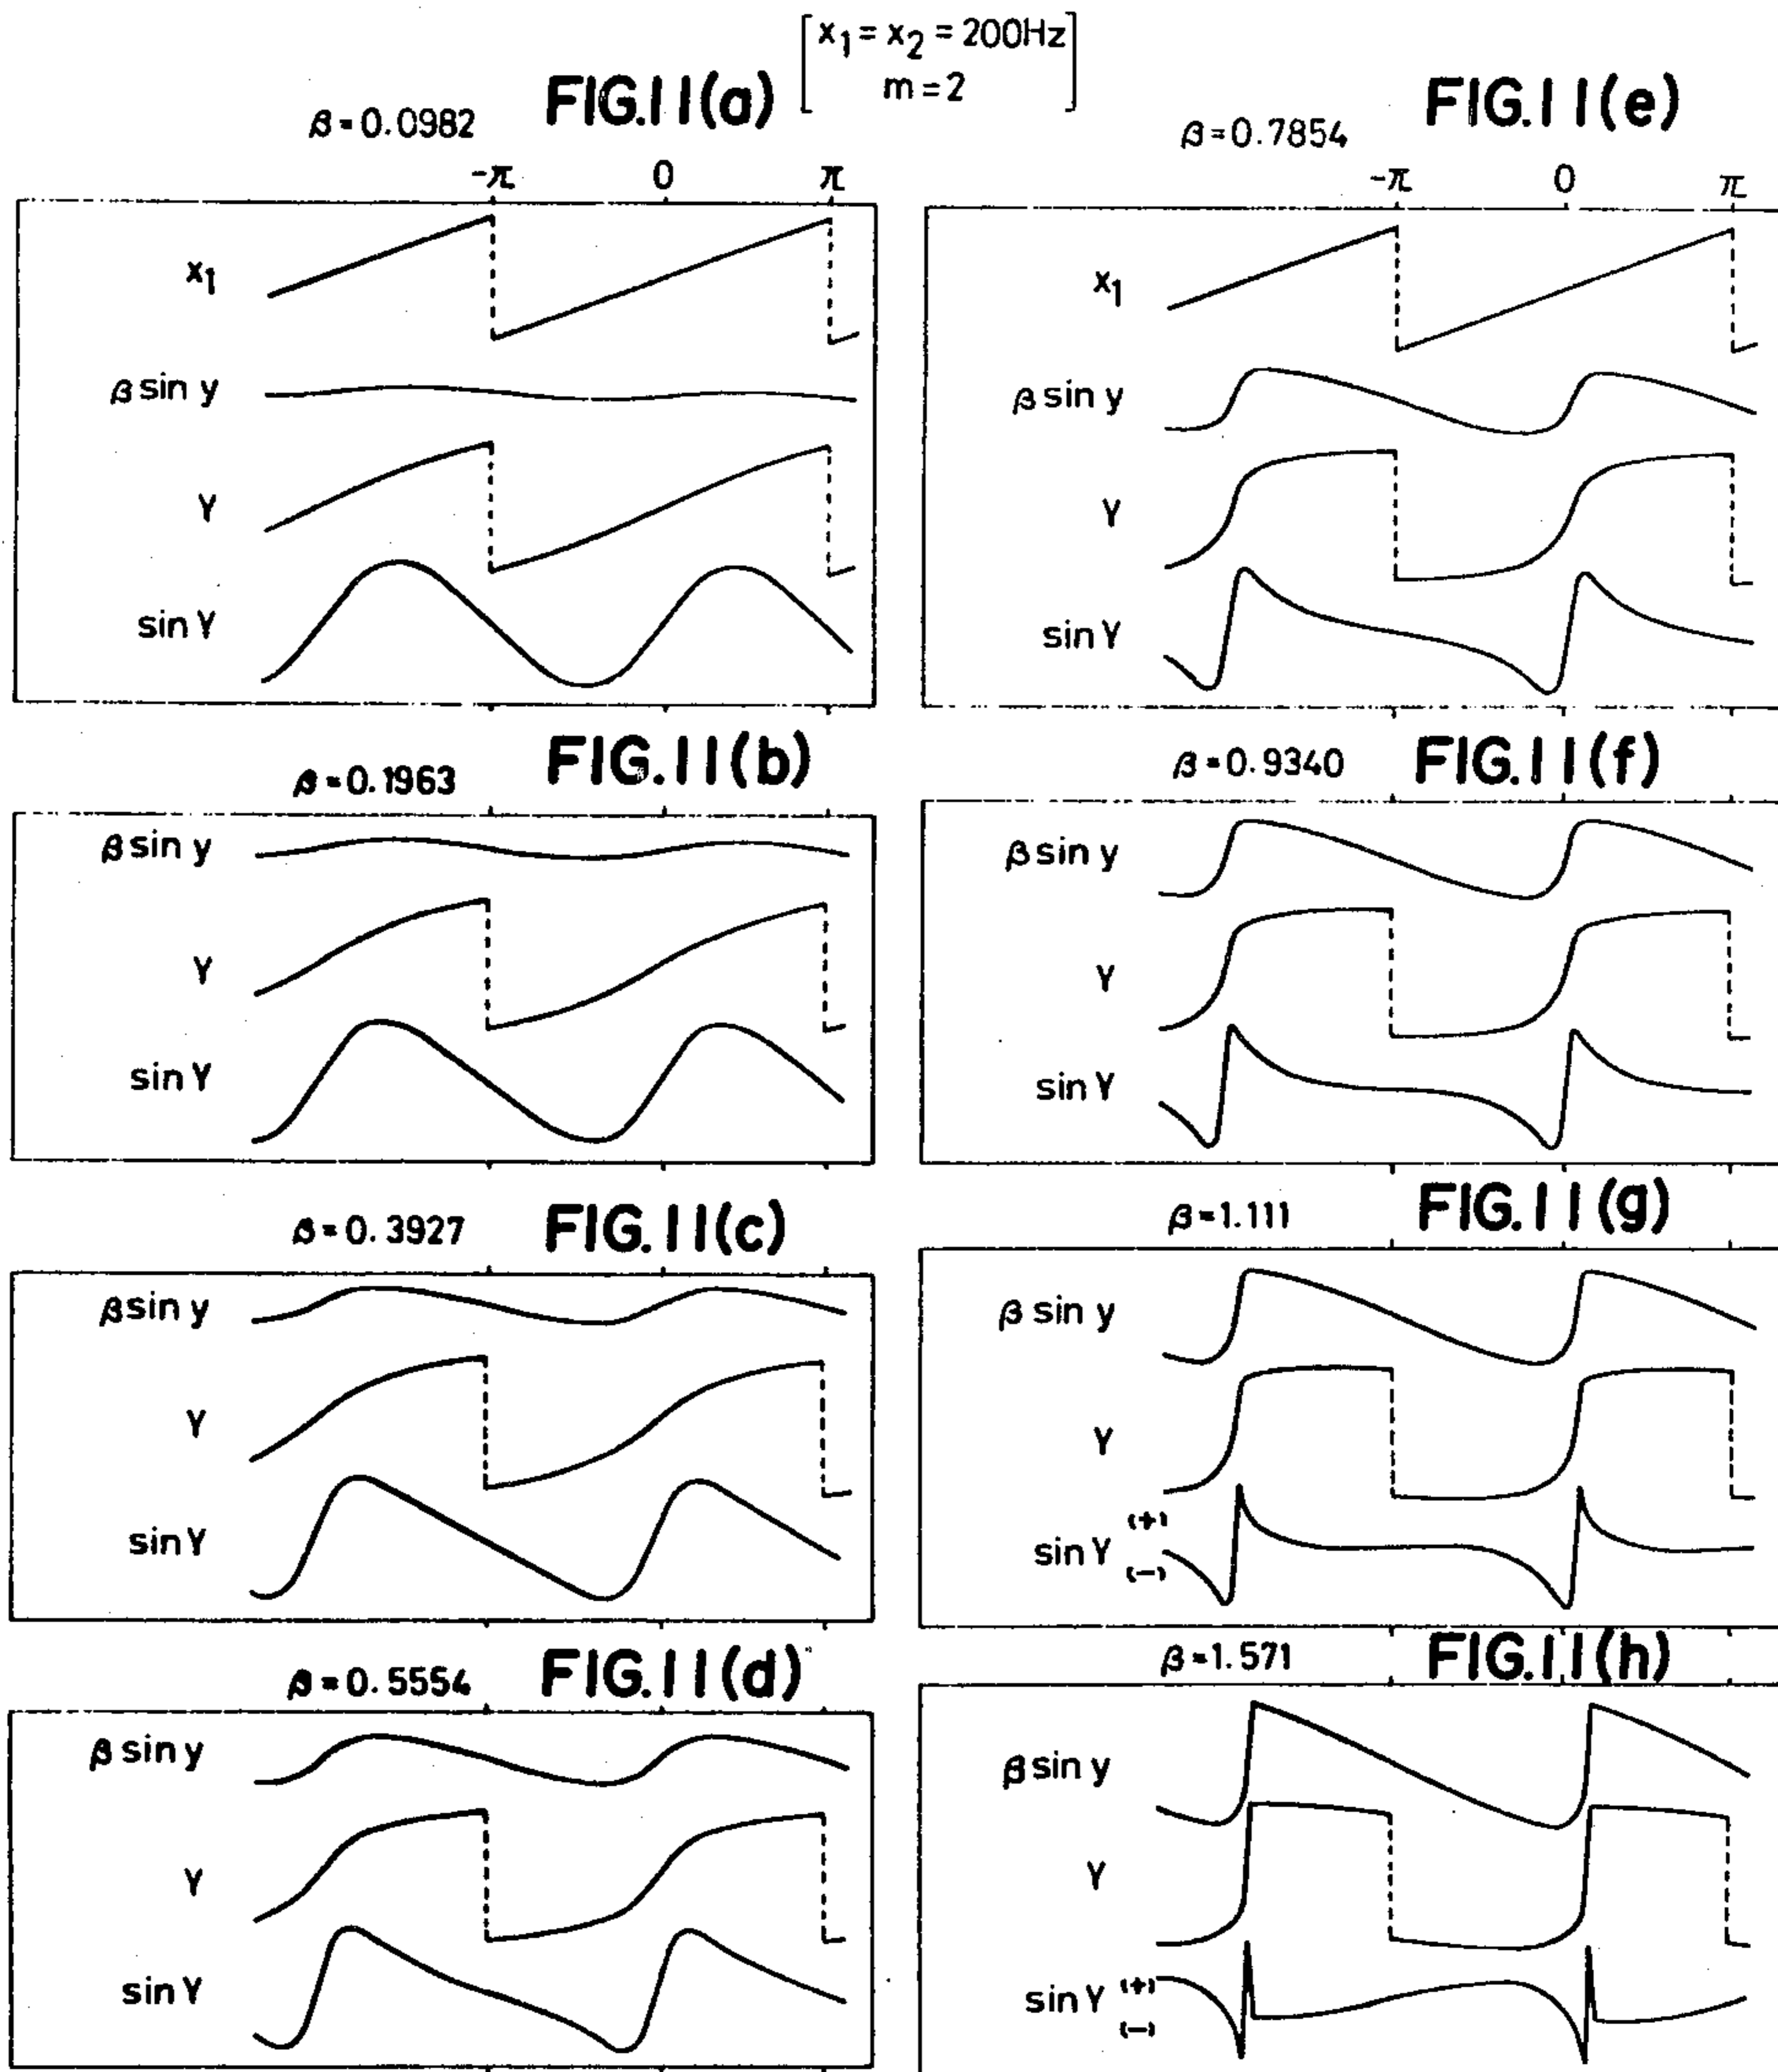 [x₁ = x₂ = 200Hz
m = 2]
FIG.11(a)
β = 0.0982
-π 0 π
x₁
β sin y
Y
sin Y
FIG.11(b)
β = 0.1963
β sin y
Y
sin Y
FIG.11(c)
β = 0.3927
β sin y
Y
sin Y
FIG.11(d)
β = 0.5554
β sin y
Y
sin Y
FIG.11(e)
β = 0.7854
-π 0 π
x₁
β sin y
Y
sin Y
FIG.11(f)
β = 0.9340
β sin y
Y
sin Y
FIG.11(g)
β = 1.111
β sin y
Y
sin Y (+) (-)
FIG.11(h)
β = 1.571
β sin y
Y
sin Y (+) (-)